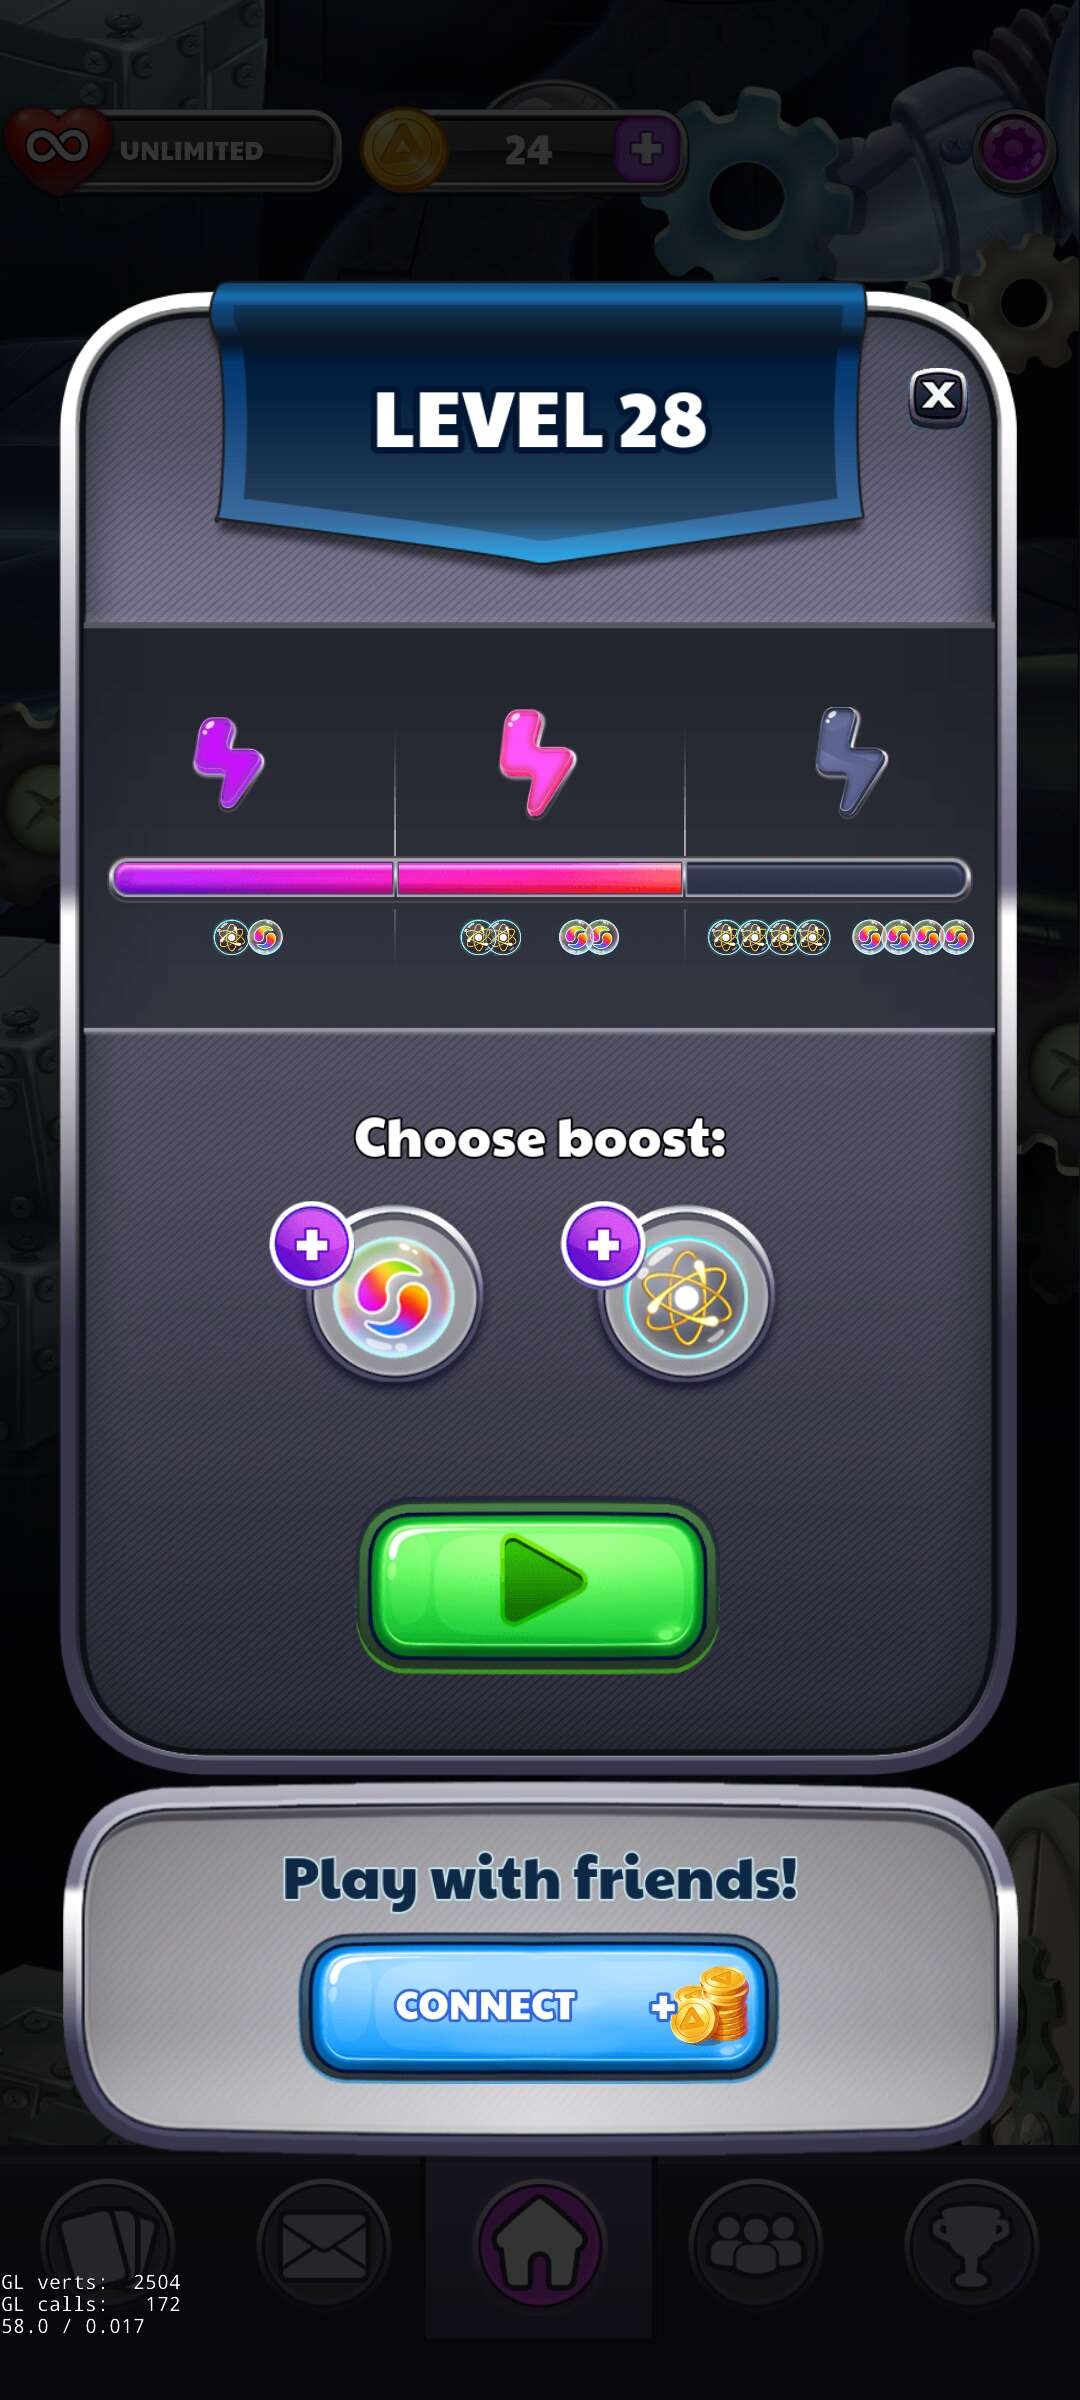 UNLIMITED
24
LEVEL 28
Choose boost:
Play with friends!
CONNECT +
GL verts: 2504
GL calls: 172
58.0 / 0.017